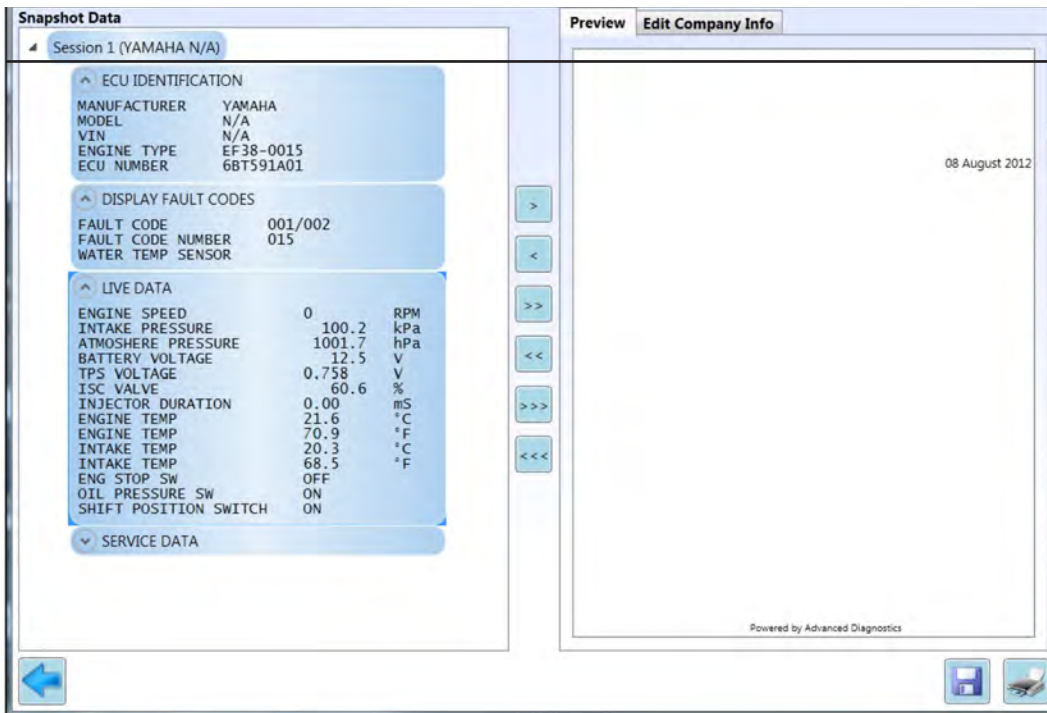 Snapshot Data
Session 1 (YAMAHA N/A)
ECU IDENTIFICATION
MANUFACTURER YAMAHA
MODEL N/A
VIN N/A
ENGINE TYPE EF38-0015
ECU NUMBER 6BT591A01
DISPLAY FAULT CODES
FAULT CODE 001/002
FAULT CODE NUMBER 015
WATER TEMP SENSOR
LIVE DATA
ENGINE SPEED 0 RPM
INTAKE PRESSURE 100.2 kPa
ATMOSHERE PRESSURE 1001.7 hPa
BATTERY VOLTAGE 12.5 V
TPS VOLTAGE 0.758 V
ISC VALVE 60.6 %
INJECTOR DURATION 0.00 mS
ENGINE TEMP 21.6 °C
ENGINE TEMP 70.9 °F
INTAKE TEMP 20.3 °C
INTAKE TEMP 68.5 °F
ENG STOP SW OFF
OIL PRESSURE SW ON
SHIFT POSITION SWITCH ON
SERVICE DATA
>
<
>>
<<
>>>
<<<
Preview Edit Company Info
08 August 2012
Powered by Advanced Diagnostics